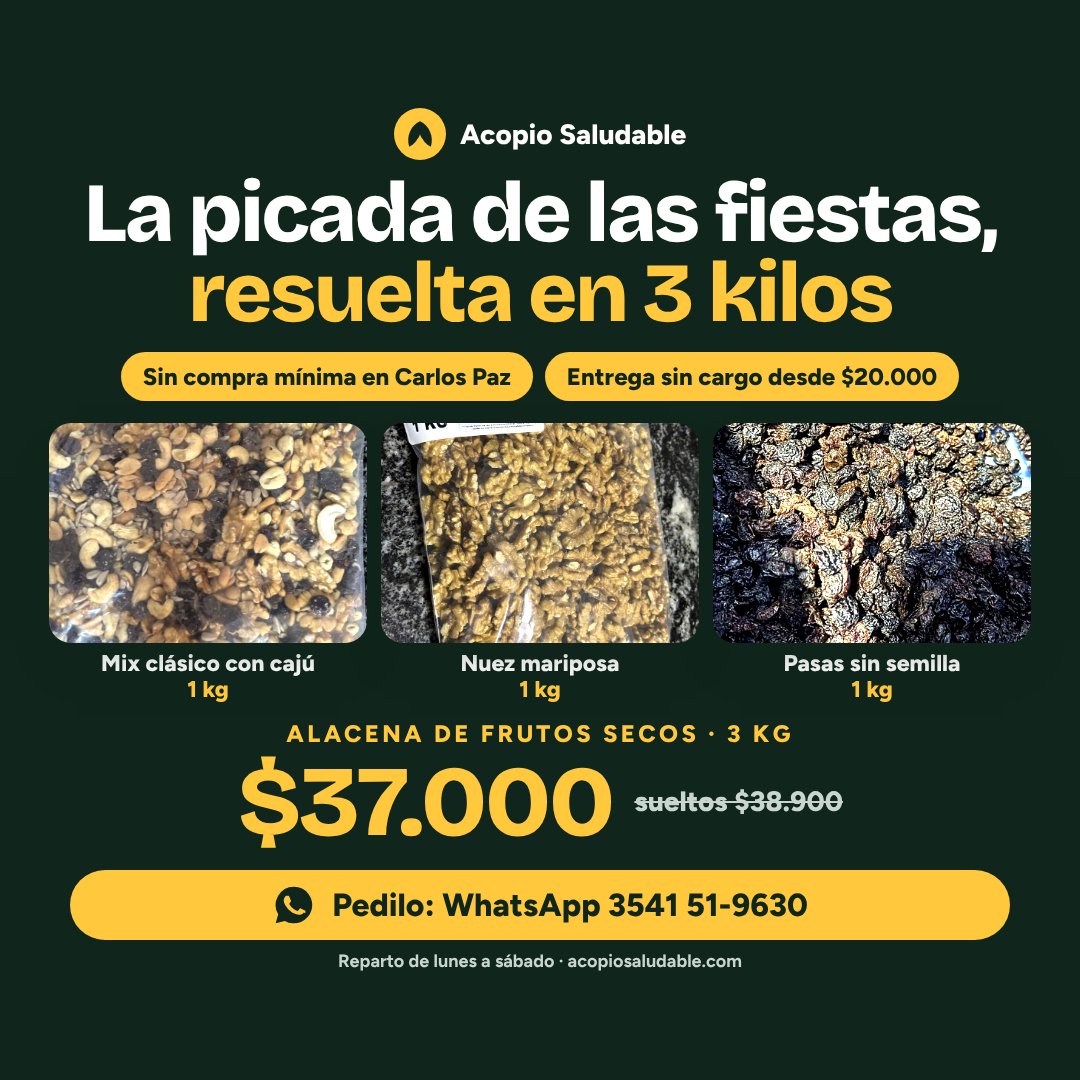 Acopio Saludable
La picada de las fiestas,
resuelta en 3 kilos
Sin compra mínima en Carlos Paz
Entrega sin cargo desde $20.000
Mix clásico con cajú
1 kg
Nuez mariposa
1 kg
Pasas sin semilla
1 kg
ALACENA DE FRUTOS SECOS · 3 KG
$37.000 sueltos $38.900
Pedilo: WhatsApp 3541 51-9630
Reparto de lunes a sábado · acopiosaludable.com